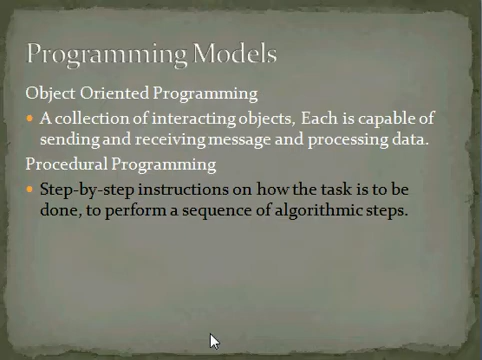 Programming Models
Object Oriented Programming
• A collection of interacting objects, Each is capable of
sending and receiving message and processing data.
Procedural Programming
• Step-by-step instructions on how the task is to be
done, to perform a sequence of algorithmic steps.